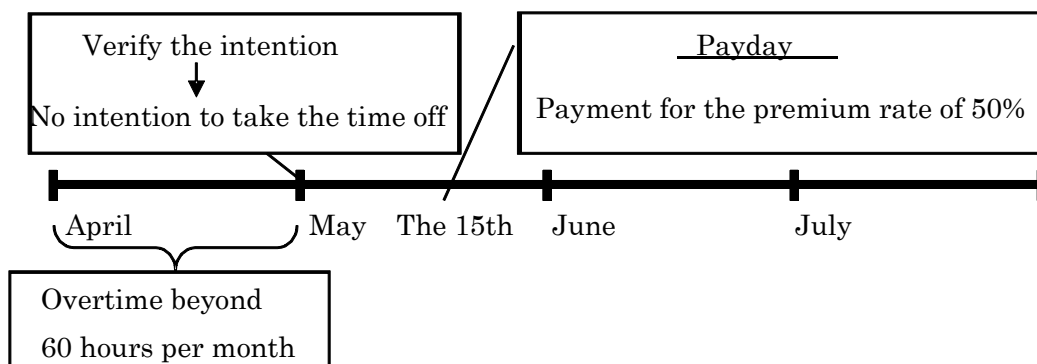 Verify the intention
No intention to take the time off
Payday
Payment for the premium rate of 50%
April
May
The 15th
June
July
Overtime beyond
60 hours per month